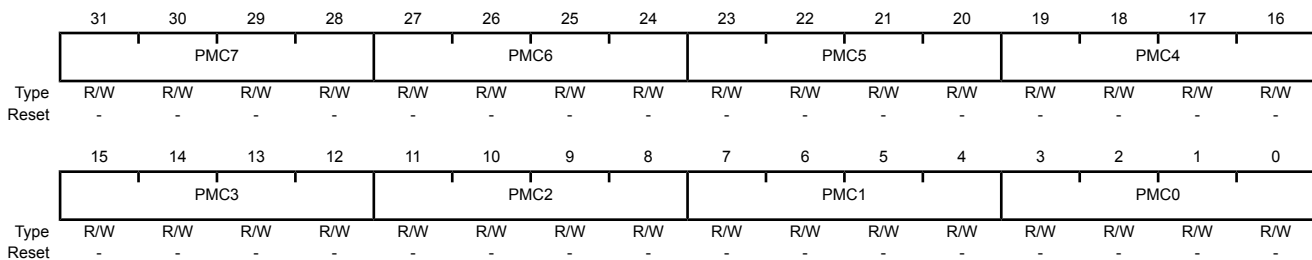 31 30 29 28 27 26 25 24 23 22 21 20 19 18 17 16
PMC7 PMC6 PMC5 PMC4
Type R/W R/W R/W R/W R/W R/W R/W R/W R/W R/W R/W R/W R/W R/W R/W R/W
Reset - - - - - - - - - - - - - - - -
15 14 13 12 11 10 9 8 7 6 5 4 3 2 1 0
PMC3 PMC2 PMC1 PMC0
Type R/W R/W R/W R/W R/W R/W R/W R/W R/W R/W R/W R/W R/W R/W R/W R/W
Reset - - - - - - - - - - - - - - - -